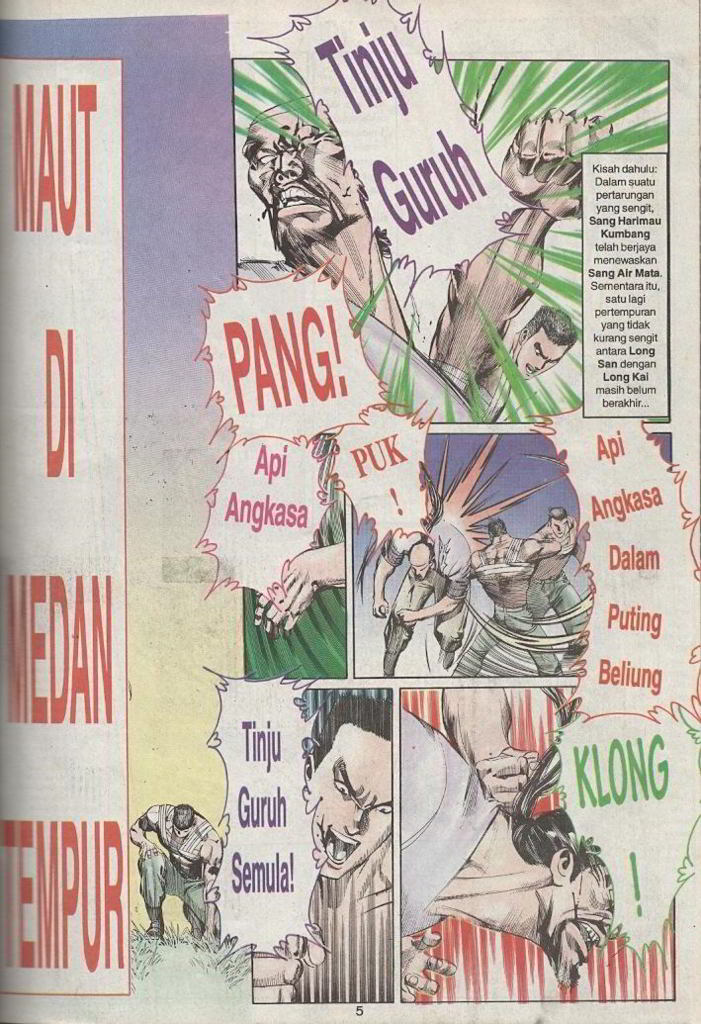 MAUT
DI
MEDAN
TEMPUR
Tinju
Guruh
Kisah dahulu:
Dalam suatu
pertarungan
yang sengit,
Sang Harimau
Kumbang
telah berjaya
menewaskan
Sang Air Mata.
Sementara itu,
satu lagi
pertempuran
yang tidak
kurang sengit
antara Long
San dengan
Long Kai
masih belum
berakhir...
PANG!
Api
Angkasa
PUK
!
Api
Angkasa
Dalam
Puting
Beliung
Tinju
Guruh
Semula!
KLONG
!
5